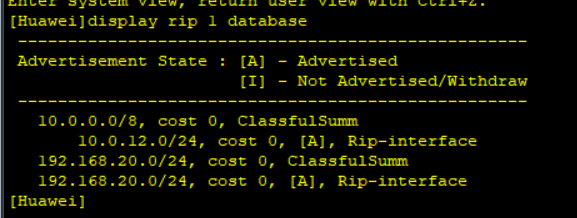 Enter system view, return user view with Ctrl+Z.
[Huawei]display rip 1 database
---------------------------------------------------
Advertisement State : [A] - Advertised
[I] - Not Advertised/Withdraw
---------------------------------------------------
10.0.0.0/8, cost 0, ClassfulSumm
10.0.12.0/24, cost 0, [A], Rip-interface
192.168.20.0/24, cost 0, ClassfulSumm
192.168.20.0/24, cost 0, [A], Rip-interface
[Huawei]